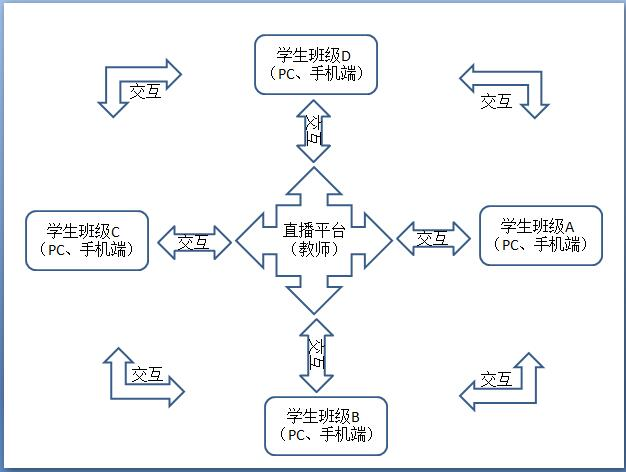 学生班级D
（PC、手机端）
交互
交互
交互
直播平台
（教师）
学生班级C
（PC、手机端）
交互
交互
学生班级A
（PC、手机端）
交互
交互
交互
学生班级B
（PC、手机端）